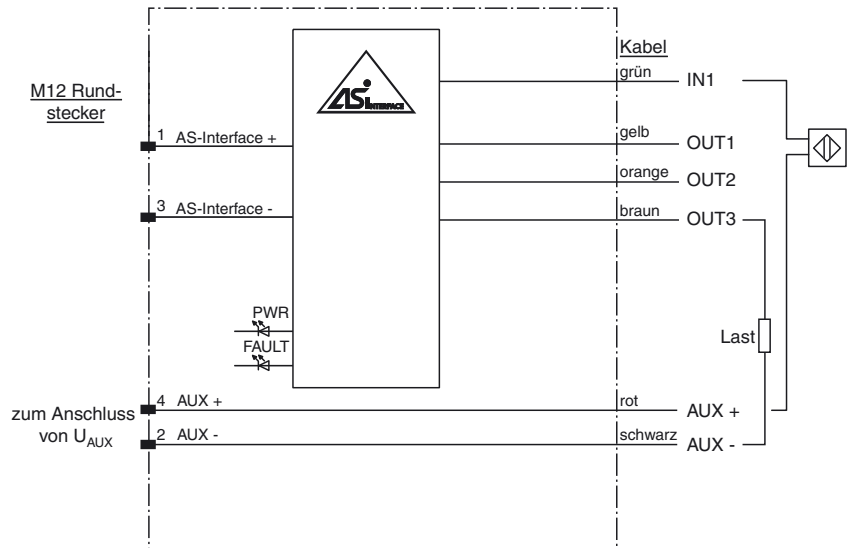 M12 Rund-
stecker
1 AS-Interface +
3 AS-Interface -
PWR
FAULT
zum Anschluss
von UAUX
4 AUX +
2 AUX -
ASi
INTERFACE
Kabel
grün IN1
gelb OUT1
orange OUT2
braun OUT3
Last
rot AUX +
schwarz AUX -